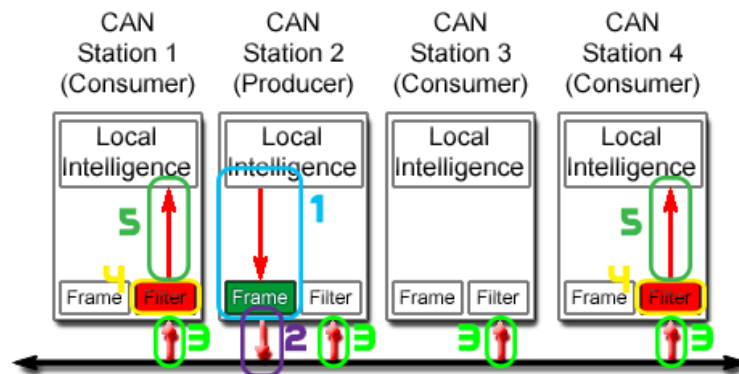 CAN
Station 1
(Consumer)
CAN
Station 2
(Producer)
CAN
Station 3
(Consumer)
CAN
Station 4
(Consumer)
Local
Intelligence
Local
Intelligence
Local
Intelligence
Local
Intelligence
5
1
5
4
4
Frame
Filter
Frame
Filter
Frame
Filter
Frame
Filter
3
2
3
3
3